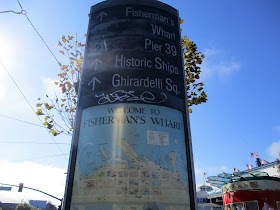 Fisherman's
Wharf
Pier 39
Historic Ships
Ghirardelli Sq.
WELCOME TO
FISHERMAN'S WHARF